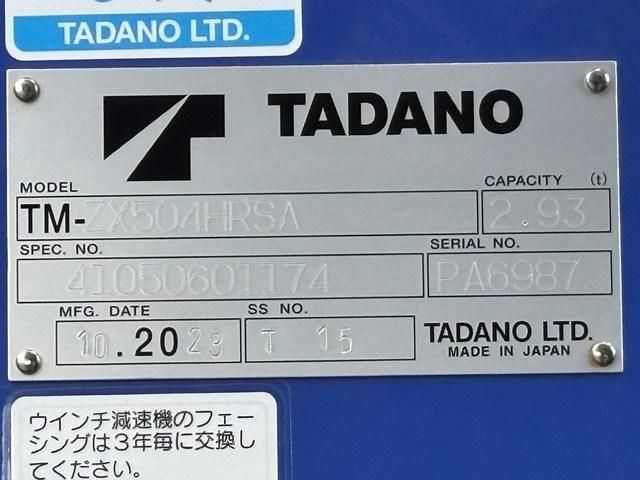 TADANO LTD.
TADANO
MODEL
CAPACITY (t)
TM-ZX504HRSA
2.93
SPEC. NO.
SERIAL NO.
41050601174
PA6987
MFG. DATE
SS NO.
10.2023
T 15
TADANO LTD.
MADE IN JAPAN
ウインチ減速機のフェー
シングは3年毎に交換し
てください。